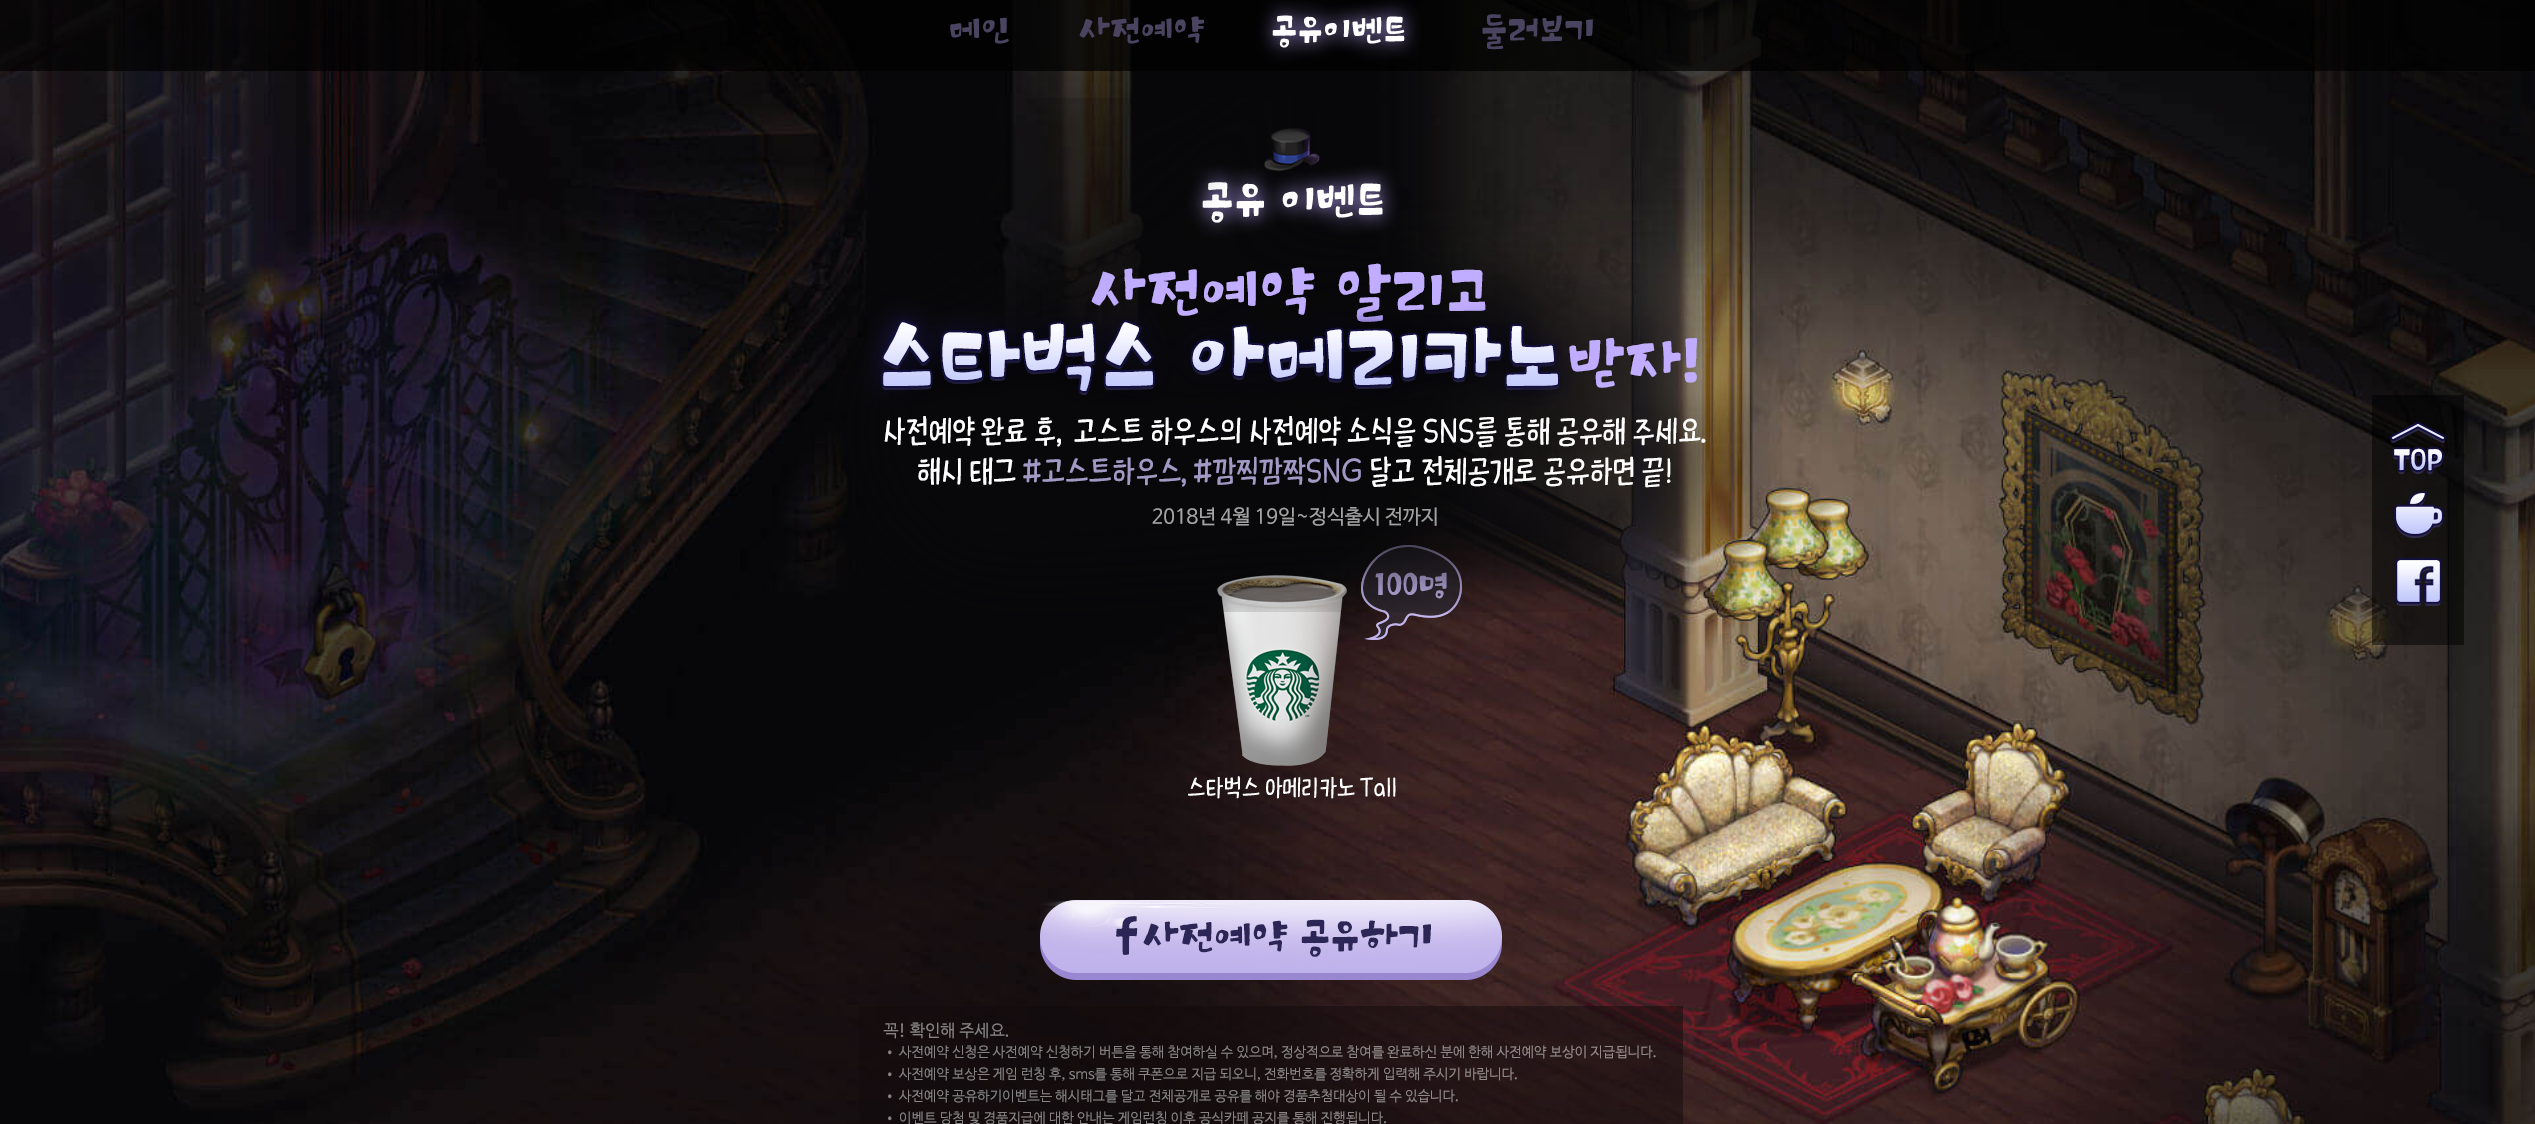 메인 사전예약 공유이벤트 둘러보기
공유 이벤트
사전예약 알리고
스타벅스 아메리카노 받자!
사전예약 완료 후, 고스트 하우스의 사전예약 소식을 SNS를 통해 공유해 주세요.
해시 태그 #고스트하우스, #깜찍깜짝SNG 달고 전체공개로 공유하면 끝!
2018년 4월 19일~정식출시 전까지
100명
스타벅스 아메리카노 Tall
TOP
f 사전예약 공유하기
꼭! 확인해 주세요.
• 사전예약 신청은 사전예약 신청하기 버튼을 통해 참여하실 수 있으며, 정상적으로 참여를 완료하신 분에 한해 사전예약 보상이 지급됩니다.
• 사전예약 보상은 게임 런칭 후, sms를 통해 쿠폰으로 지급 되오니, 전화번호를 정확하게 입력해 주시기 바랍니다.
• 사전예약 공유하기이벤트는 해시태그를 달고 전체공개로 공유를 해야 경품추첨대상이 될 수 있습니다.
• 이벤트 당첨 및 경품지급에 대한 안내는 게임런칭 이후 공식카페 공지를 통해 진행됩니다.